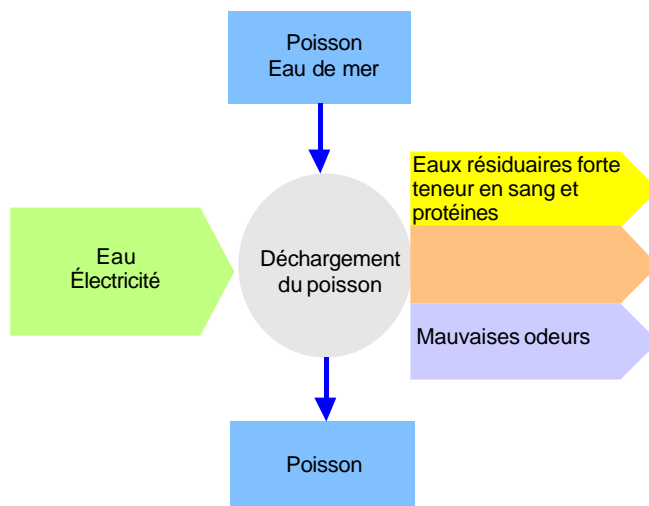 Poisson
Eau de mer
Eaux résiduaires forte
teneur en sang et
protéines
Eau
Électricité
Déchargement
du poisson
Mauvaises odeurs
Poisson